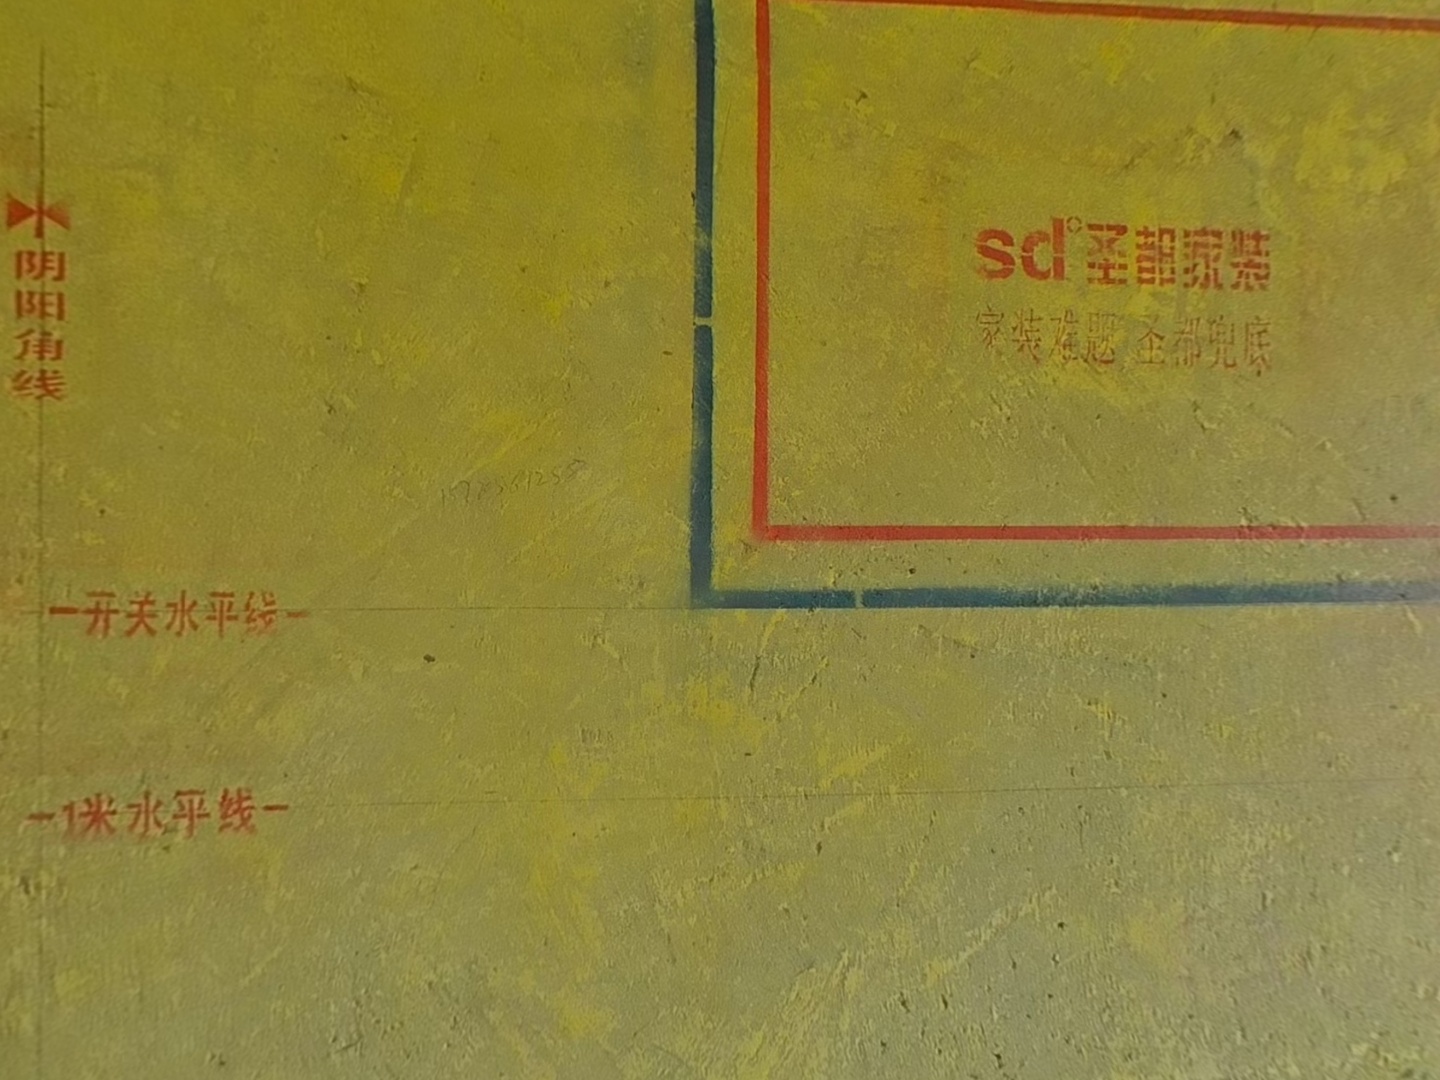 sd 圣都家装
家装难题 圣都兜底
阴阳角线
开关水平线
1米水平线